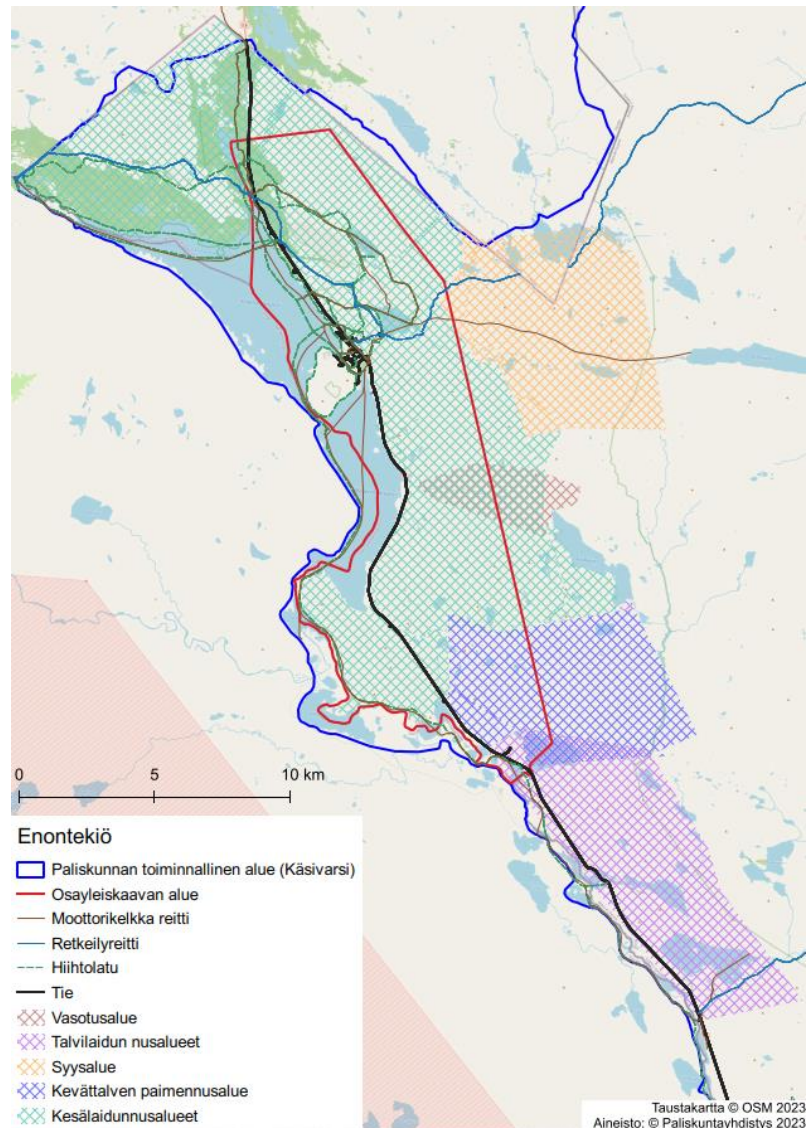 0 5 10 km
Enontekiö
Paliskunnan toiminnallinen alue (Käsivarsi)
Osayleiskaavan alue
Moottorikelkka reitti
Retkeilyreitti
Hiihtolatu
Tie
Vasotusalue
Talvilaidun nusalueet
Syysalue
Kevättalven paimennusalue
Kesälaidunnusalueet
Taustakartta © OSM 2023
Aineisto: © Paliskuntayhdistys 2023